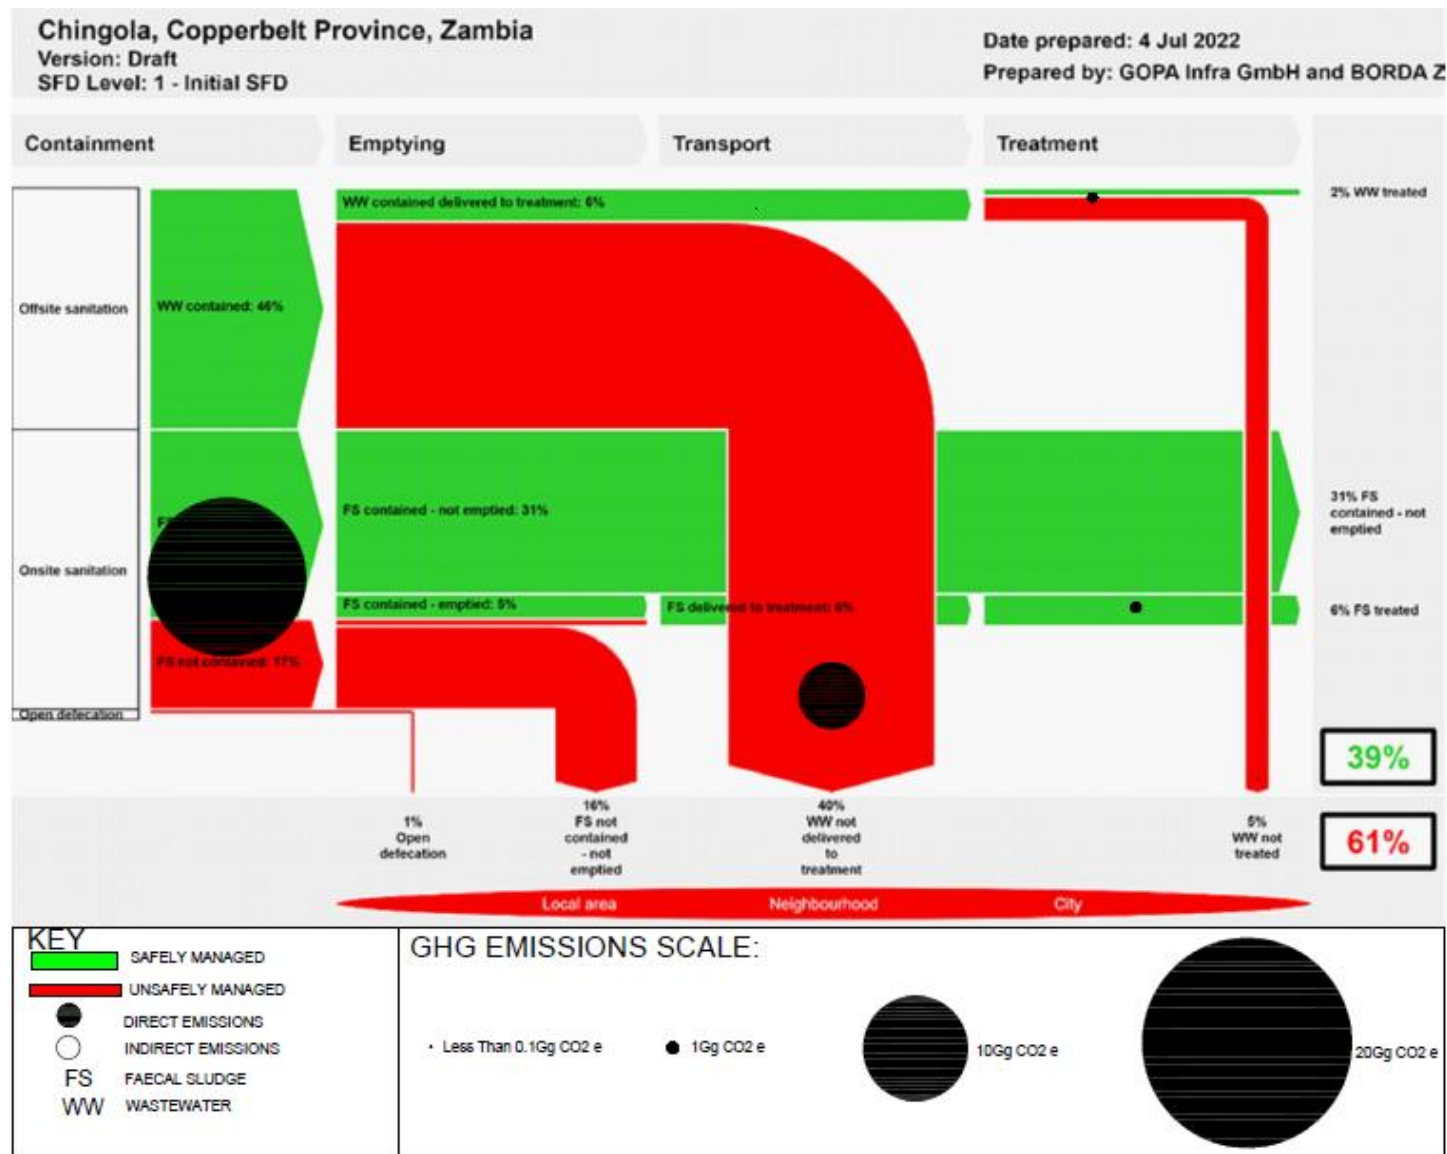 Chingola, Copperbelt Province, Zambia
Version: Draft
SFD Level: 1 - Initial SFD
Date prepared: 4 Jul 2022
Prepared by: GOPA Infra GmbH and BORDA Z
Containment
Emptying
Transport
Treatment
WW contained delivered to treatment: 6%
2% WW treated
Offsite sanitation
WW contained: 46%
FS contained - not emptied: 31%
31% FS
contained - not
emptied
Onsite sanitation
FS contained - emptied: 5%
FS delivered to treatment: 6%
6% FS treated
FS not contained: 17%
Open defecation
39%
1%
Open
defecation
16%
FS not
contained
- not
emptied
40%
WW not
delivered
to
treatment
5%
WW not
treated
61%
Local area
Neighbourhood
City
KEY
SAFELY MANAGED
UNSAFELY MANAGED
DIRECT EMISSIONS
INDIRECT EMISSIONS
FS FAECAL SLUDGE
WW WASTEWATER
GHG EMISSIONS SCALE:
Less Than 0.1Gg CO2 e
1Gg CO2 e
10Gg CO2 e
20Gg CO2 e